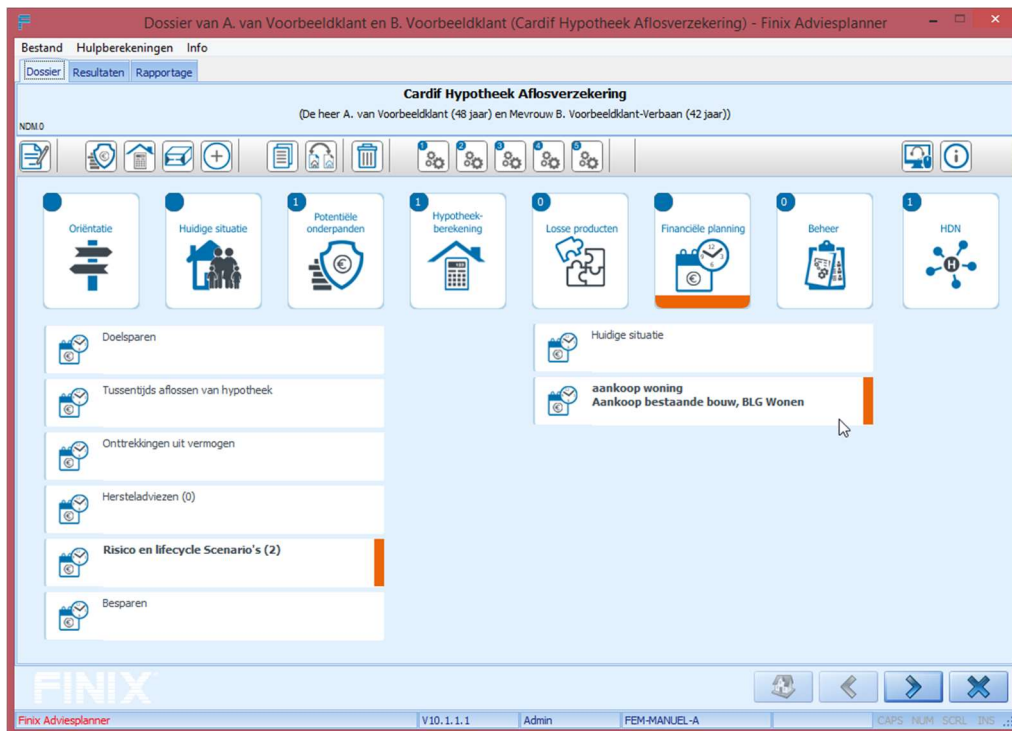 Dossier van A. van Voorbeeldklant en B. Voorbeeldklant (Cardif Hypotheek Aflosverzekering) - Finix Adviesplanner
Bestand Hulpberekeningen Info
Dossier Resultaten Rapportage
Cardif Hypotheek Aflosverzekering
(De heer A. van Voorbeeldklant (48 jaar) en Mevrouw B. Voorbeeldklant-Verbaan (42 jaar))
NDM.0
1 2 3 4 5
Oriëntatie
Huidige situatie
1
Potentiële
onderpanden
1
Hypotheek-
berekening
0
Losse producten
Financiële planning
0
Beheer
1
HDN
H
Doelsparen
Tussentijds aflossen van hypotheek
Onttrekkingen uit vermogen
Hersteladviezen (0)
Risico en lifecycle Scenario's (2)
Besparen
Huidige situatie
aankoop woning
Aankoop bestaande bouw, BLG Wonen
FINIX
Finix Adviesplanner V10.1.1.1 Admin FEM-MANUEL-A CAPS NUM SCRL INS